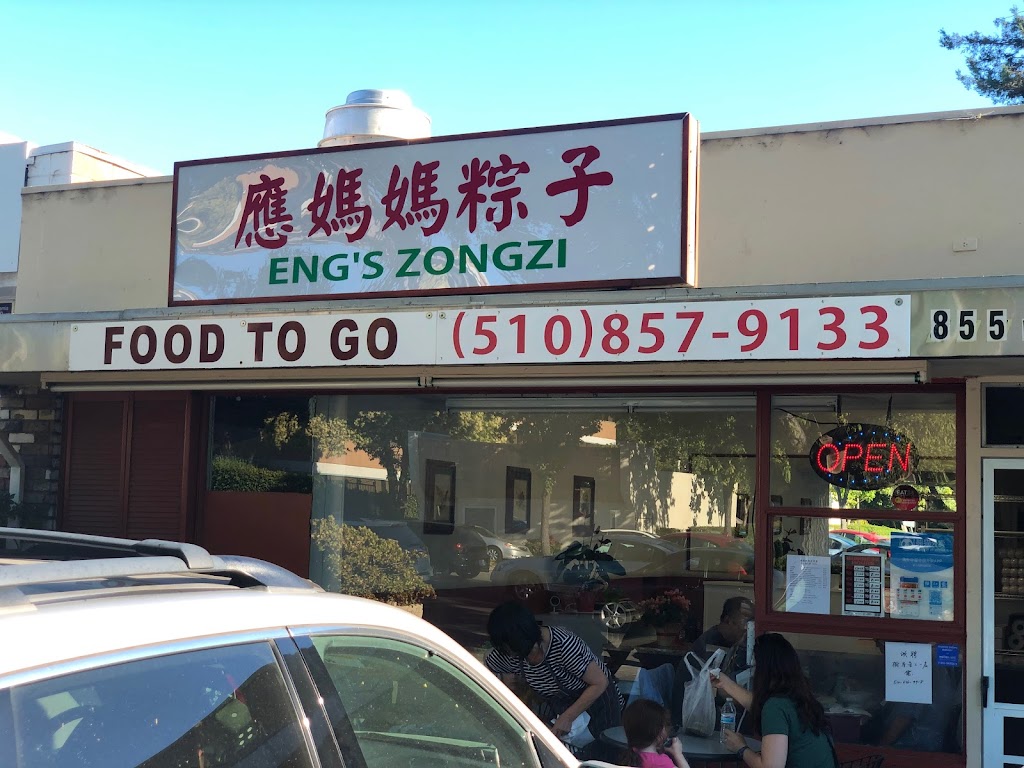 應媽媽粽子
ENG'S ZONGZI
FOOD TO GO (510)857-9133
855
OPEN